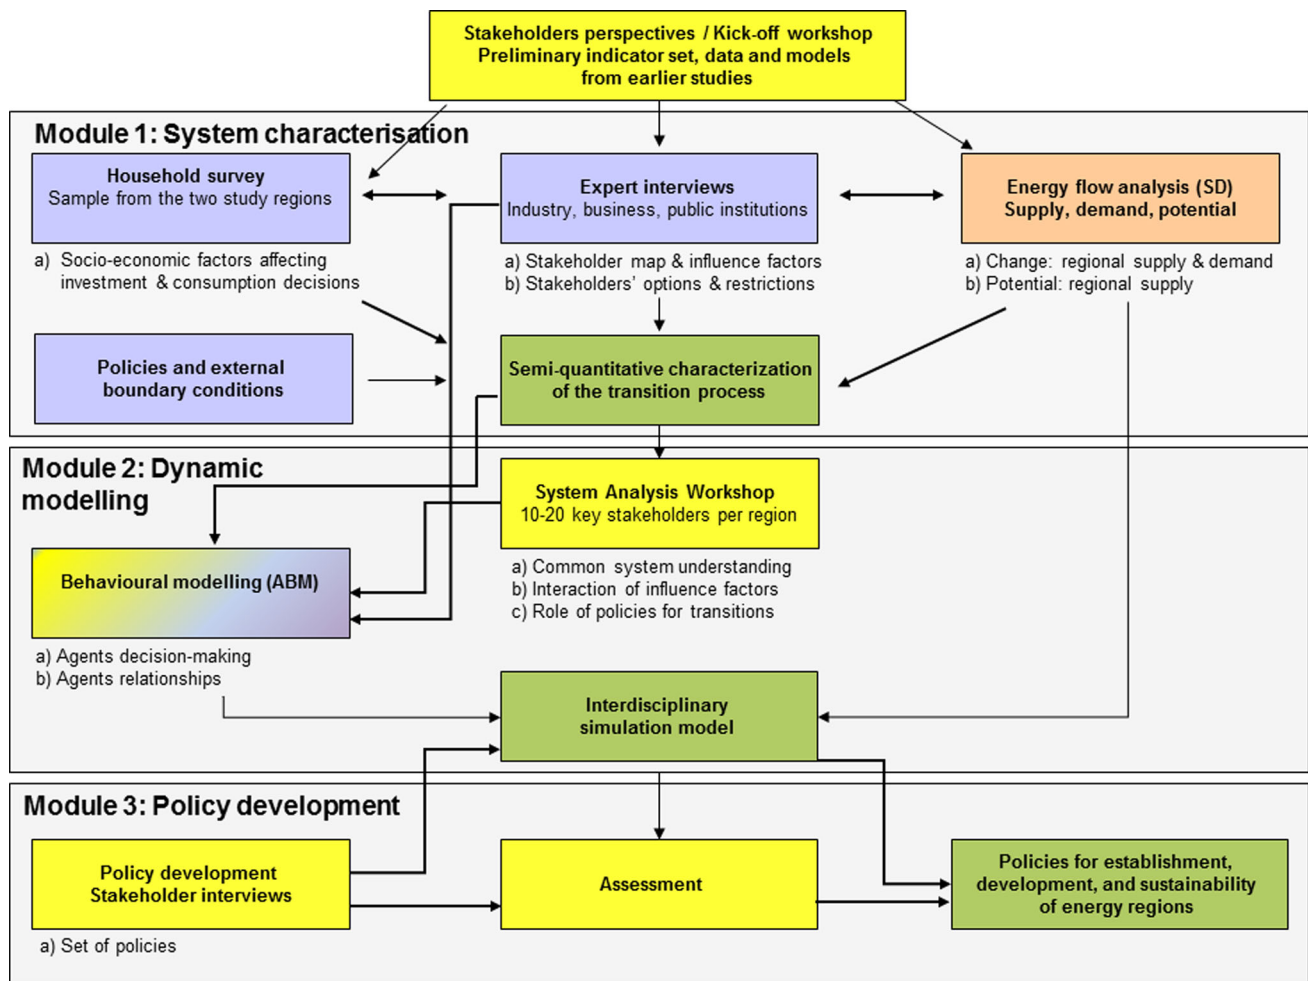 Stakeholders perspectives / Kick-off workshop
Preliminary indicator set, data and models
from earlier studies
Module 1: System characterisation
Household survey
Sample from the two study regions
Expert interviews
Industry, business, public institutions
Energy flow analysis (SD)
Supply, demand, potential
a) Socio-economic factors affecting
investment & consumption decisions
a) Stakeholder map & influence factors
b) Stakeholders' options & restrictions
a) Change: regional supply & demand
b) Potential: regional supply
Policies and external
boundary conditions
Semi-quantitative characterization
of the transition process
Module 2: Dynamic
modelling
System Analysis Workshop
10-20 key stakeholders per region
a) Common system understanding
b) Interaction of influence factors
c) Role of policies for transitions
Behavioural modelling (ABM)
a) Agents decision-making
b) Agents relationships
Interdisciplinary
simulation model
Module 3: Policy development
Policy development
Stakeholder interviews
a) Set of policies
Assessment
Policies for establishment,
development, and sustainability
of energy regions